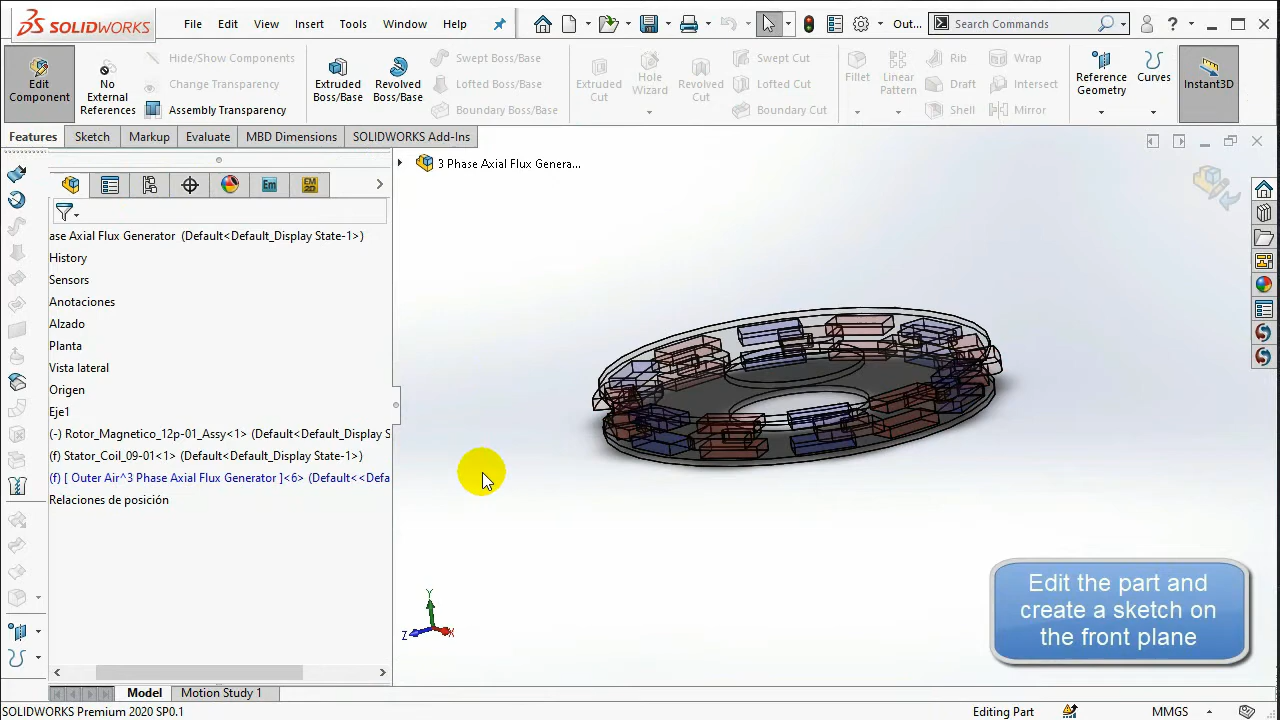 SOLIDWORKS
File Edit View Insert Tools Window Help
Out...
Search Commands
Edit Component
No External References
Hide/Show Components
Change Transparency
Assembly Transparency
Extruded Boss/Base
Revolved Boss/Base
Swept Boss/Base
Lofted Boss/Base
Boundary Boss/Base
Extruded Cut
Hole Wizard
Revolved Cut
Swept Cut
Lofted Cut
Boundary Cut
Fillet
Linear Pattern
Rib
Draft
Shell
Wrap
Intersect
Mirror
Reference Geometry
Curves
Instant3D
Features Sketch Markup Evaluate MBD Dimensions SOLIDWORKS Add-Ins
3 Phase Axial Flux Genera...
Em
EM 2D
ase Axial Flux Generator (Default<Default_Display State-1>)
History
Sensors
Anotaciones
Alzado
Planta
Vista lateral
Origen
Eje1
(-) Rotor_Magnetico_12p-01_Assy<1> (Default<Default_Display S
(f) Stator_Coil_09-01<1> (Default<Default_Display State-1>)
(f) [ Outer Air^3 Phase Axial Flux Generator ]<6> (Default<<Defa
Relaciones de posición
Y
Z
X
Edit the part and
create a sketch on
the front plane
Model Motion Study 1
SOLIDWORKS Premium 2020 SP0.1
Editing Part
MMGS